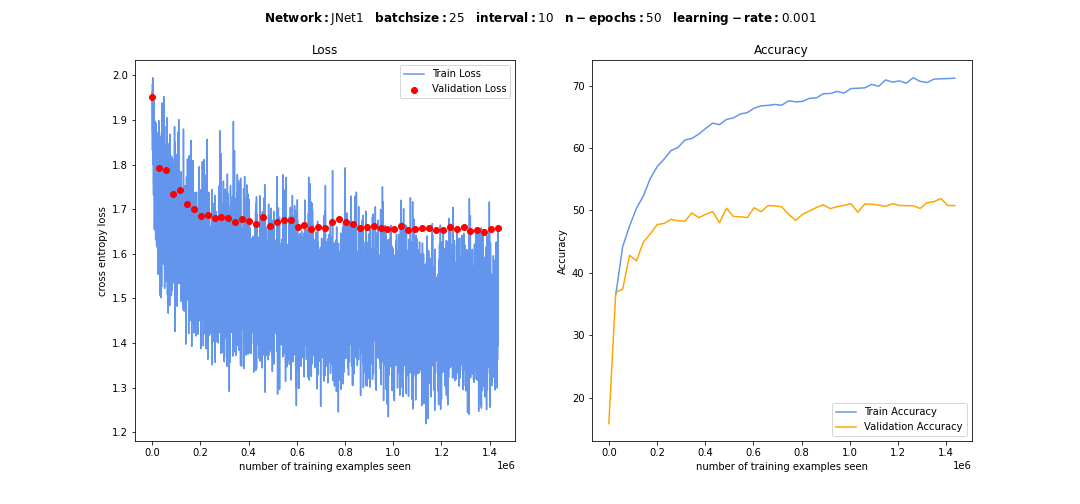 Network: JNet1 batchsize: 25 interval: 10 n−epochs: 50 learning−rate: 0.001
Loss
Train Loss
Validation Loss
2.0
1.9
1.8
1.7
1.6
1.5
1.4
1.3
1.2
cross entropy loss
0.0 0.2 0.4 0.6 0.8 1.0 1.2 1.4
1e6
number of training examples seen
Accuracy
70
60
50
40
30
20
Accuracy
Train Accuracy
Validation Accuracy
0.0 0.2 0.4 0.6 0.8 1.0 1.2 1.4
1e6
number of training examples seen